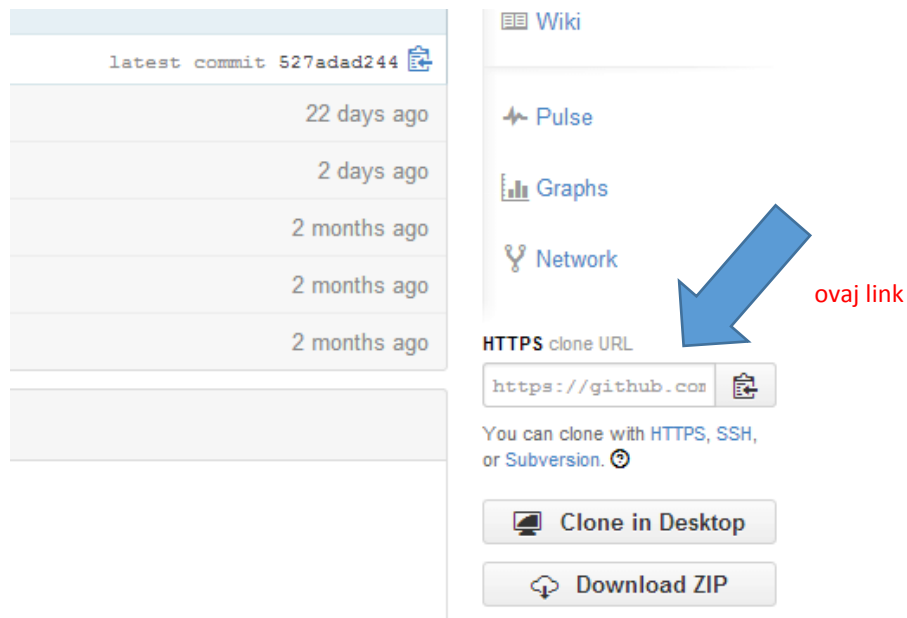 latest commit 527adad244
22 days ago
2 days ago
2 months ago
2 months ago
2 months ago
Wiki
Pulse
Graphs
Network
ovaj link
HTTPS clone URL
https://github.com
You can clone with HTTPS, SSH,
or Subversion.
Clone in Desktop
Download ZIP